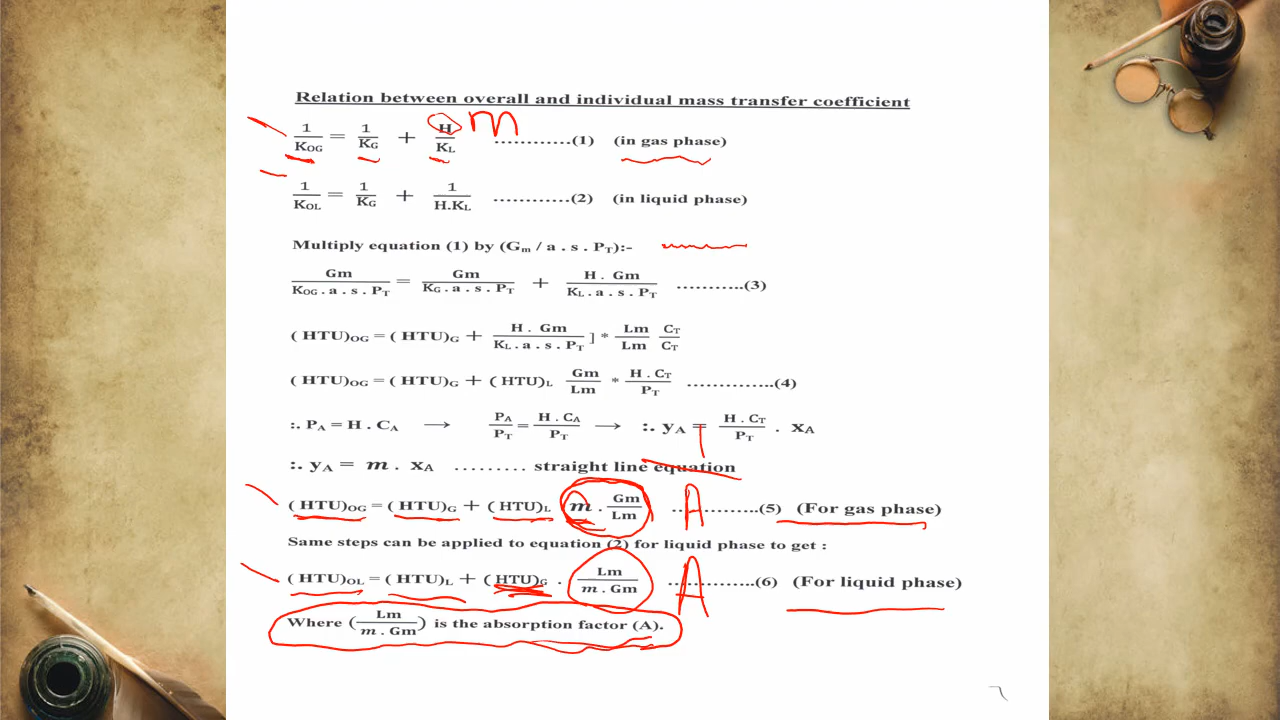 Relation between overall and individual mass transfer coefficient
1/K_OG = 1/K_G + H/K_L m ............(1) (in gas phase)
1/K_OL = 1/K_G + 1/H.K_L ............(2) (in liquid phase)
Multiply equation (1) by (G_m / a . s . P_T):-
Gm/K_OG . a . s . P_T = Gm/K_G . a . s . P_T + H . Gm/K_L . a . s . P_T ..........(3)
( HTU)_OG = ( HTU)_G + H . Gm/K_L . a . s . P_T ] * Lm/Lm C_T/C_T
( HTU)_OG = ( HTU)_G + ( HTU)_L Gm/Lm * H . C_T/P_T .............(4)
:. P_A = H . C_A ⟶ P_A/P_T = H . C_A/P_T ⟶ :. y_A = H . C_T/P_T . x_A
:. y_A = m . x_A ......... straight line equation
( HTU)_OG = ( HTU)_G + ( HTU)_L m . Gm/Lm A ............(5) (For gas phase)
Same steps can be applied to equation (2) for liquid phase to get :
( HTU)_OL = ( HTU)_L + ( HTU)_G . Lm/m . Gm A ............(6) (For liquid phase)
Where (Lm/m . Gm) is the absorption factor (A).